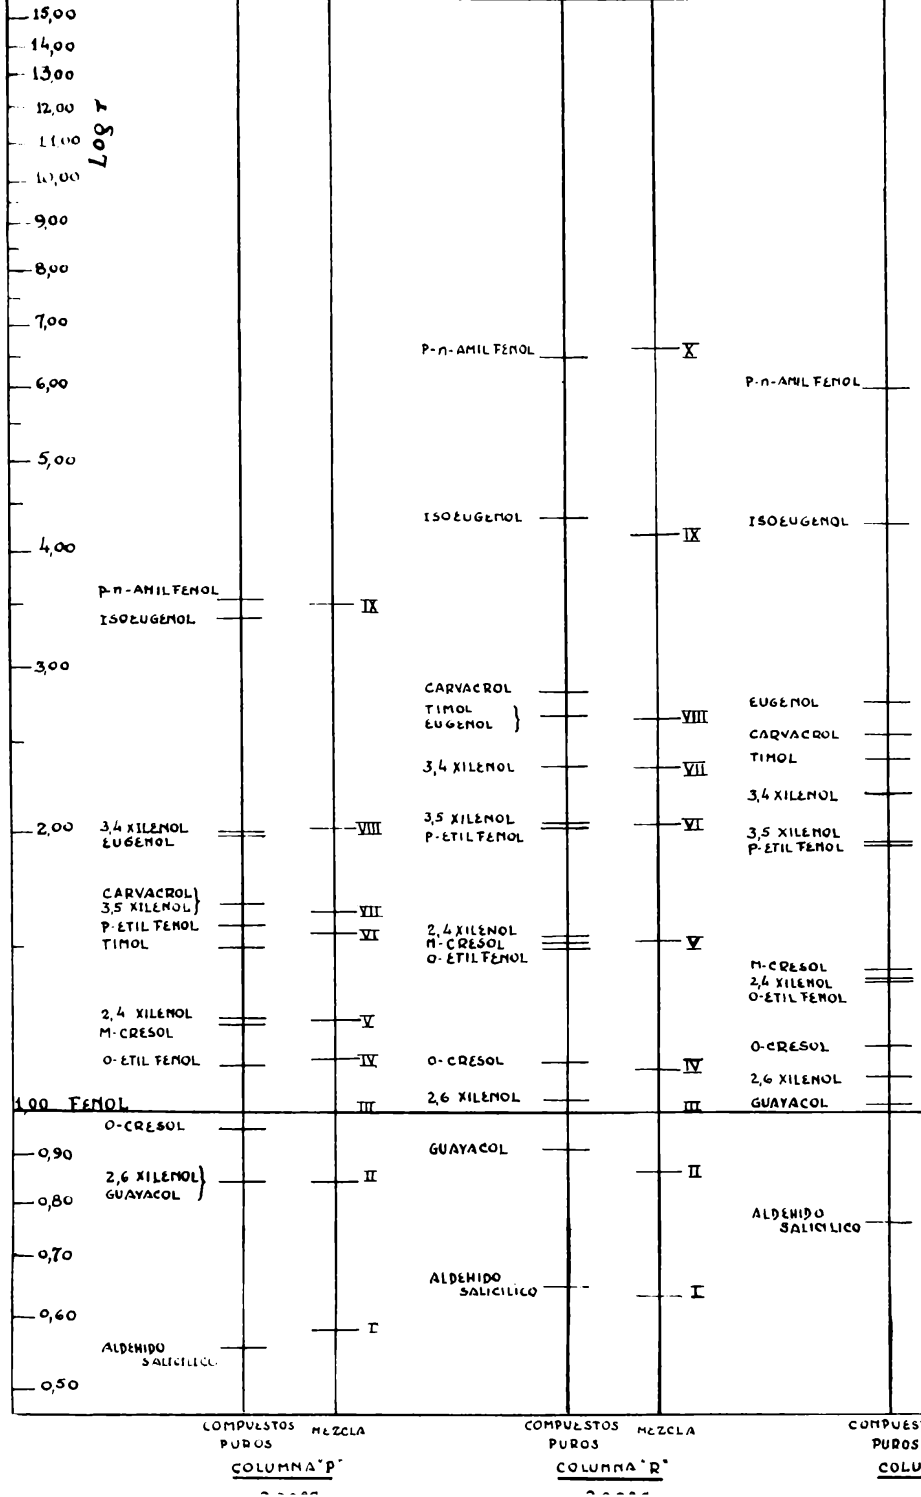 15,00
14,00
13,00
12,00
11,00
10,00
9,00
8,00
7,00
6,00
5,00
4,00
3,00
2,00
1,00 FENOL
0,90
0,80
0,70
0,60
0,50
Log r
P-n-AMIL FENOL
ISOEUGENOL
3,4 XILENOL
EUGENOL
CARVACROL}
3,5 XILENOL}
P-ETIL FENOL
TIMOL
2,4 XILENOL
M-CRESOL
O-ETIL FENOL
O-CRESOL
2,6 XILENOL}
GUAYACOL
ALDEHIDO
SALICILICO
IX
VIII
VII
VI
V
IV
III
II
I
COMPUESTOS PUROS
MEZCLA
COLUMNA "P"
P-n-AMIL FENOL
ISOEUGENOL
CARVACROL
TIMOL
EUGENOL }
3,4 XILENOL
3,5 XILENOL
P-ETIL FENOL
2,4 XILENOL
M-CRESOL
O-ETIL FENOL
O-CRESOL
2,6 XILENOL
GUAYACOL
ALDEHIDO
SALICILICO
X
IX
VIII
VII
VI
V
IV
III
II
I
COMPUESTOS PUROS
MEZCLA
COLUMNA "R"
P-n-AMIL FENOL
ISOEUGENOL
EUGENOL
CARVACROL
TIMOL
3,4 XILENOL
3,5 XILENOL
P-ETIL FENOL
M-CRESOL
2,4 XILENOL
O-ETIL FENOL
O-CRESOL
2,6 XILENOL
GUAYACOL
ALDEHIDO
SALICILICO
COMPUES
PUROS
COLU